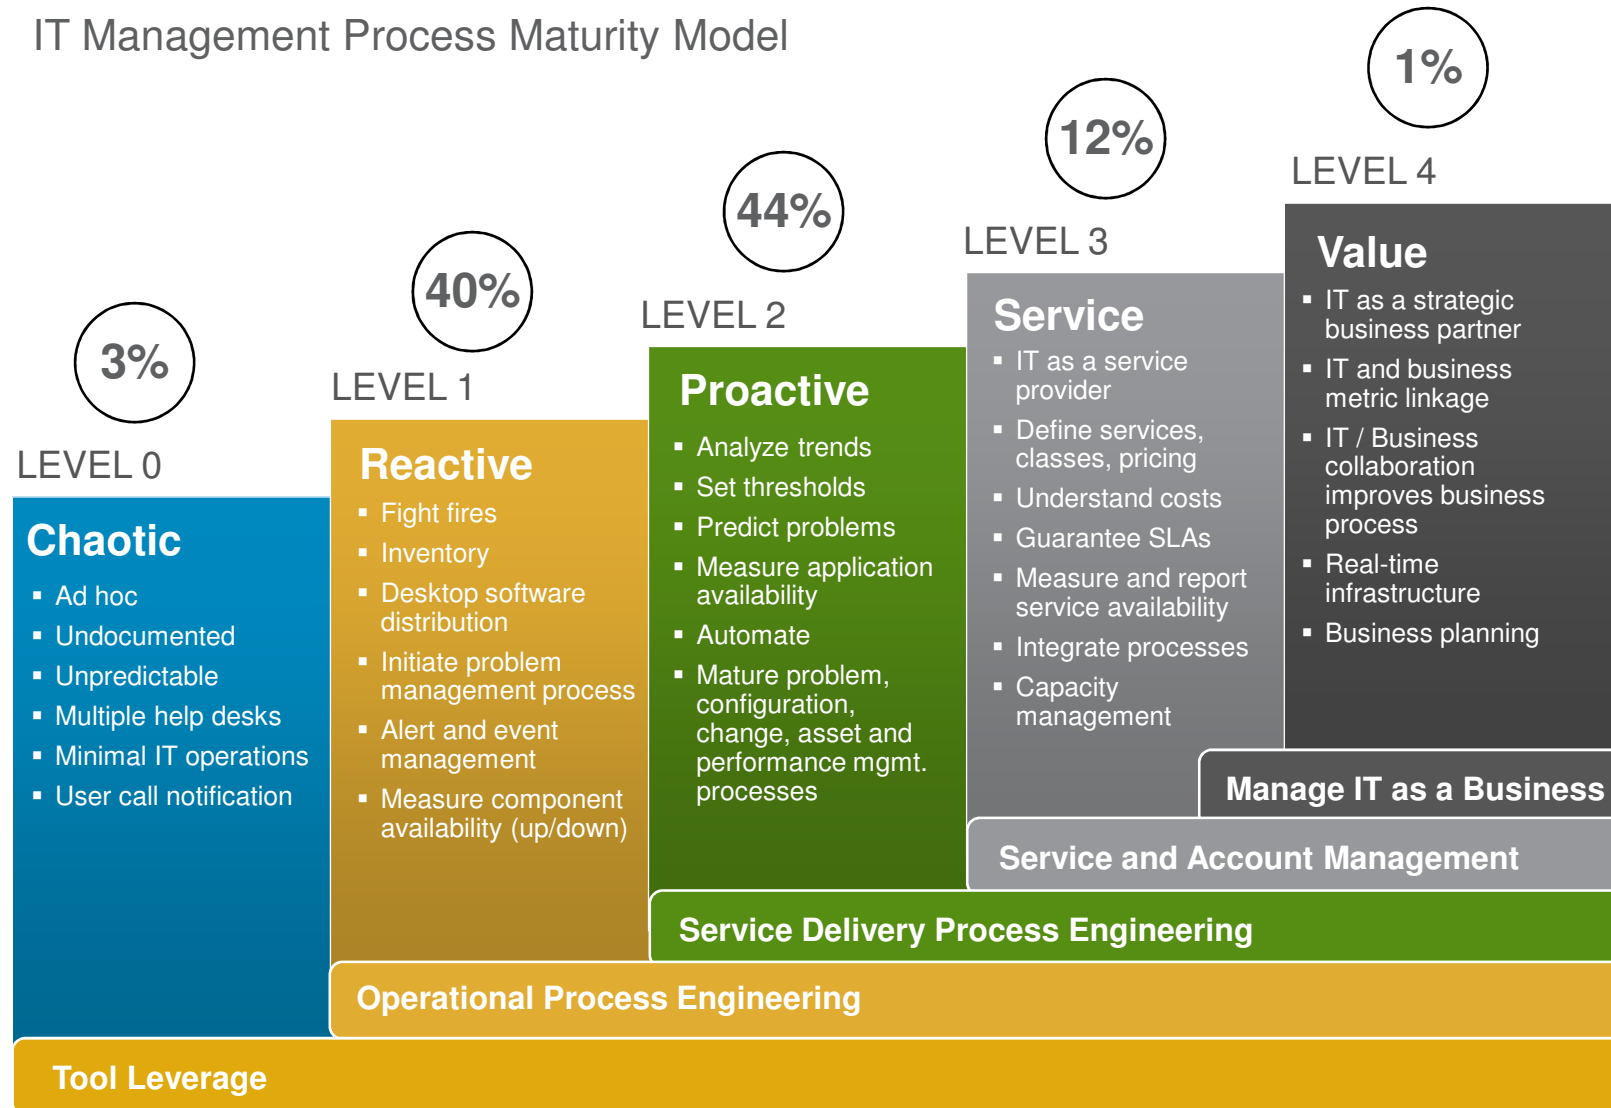 IT Management Process Maturity Model
3%
LEVEL 0
Chaotic
▪ Ad hoc
▪ Undocumented
▪ Unpredictable
▪ Multiple help desks
▪ Minimal IT operations
▪ User call notification
40%
LEVEL 1
Reactive
▪ Fight fires
▪ Inventory
▪ Desktop software
distribution
▪ Initiate problem
management process
▪ Alert and event
management
▪ Measure component
availability (up/down)
44%
LEVEL 2
Proactive
▪ Analyze trends
▪ Set thresholds
▪ Predict problems
▪ Measure application
availability
▪ Automate
▪ Mature problem,
configuration,
change, asset and
performance mgmt.
processes
12%
LEVEL 3
Service
▪ IT as a service
provider
▪ Define services,
classes, pricing
▪ Understand costs
▪ Guarantee SLAs
▪ Measure and report
service availability
▪ Integrate processes
▪ Capacity
management
1%
LEVEL 4
Value
▪ IT as a strategic
business partner
▪ IT and business
metric linkage
▪ IT / Business
collaboration
improves business
process
▪ Real-time
infrastructure
▪ Business planning
Manage IT as a Business
Service and Account Management
Service Delivery Process Engineering
Operational Process Engineering
Tool Leverage